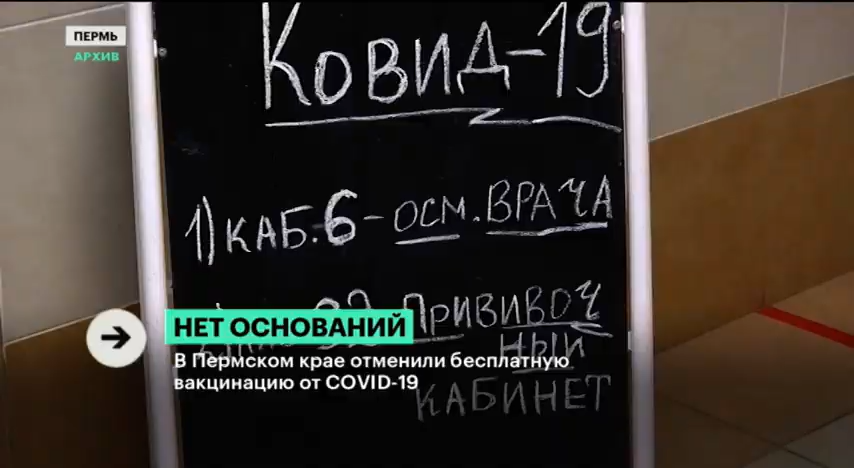 ПЕРМЬ
АРХИВ
КОВИД-19
1) КАБ. 6 - ОСМ. ВРАЧА
32 ПРИВИВОЧ
НЫЙ
КАБИНЕТ
НЕТ ОСНОВАНИЙ
В Пермском крае отменили бесплатную
вакцинацию от COVID-19